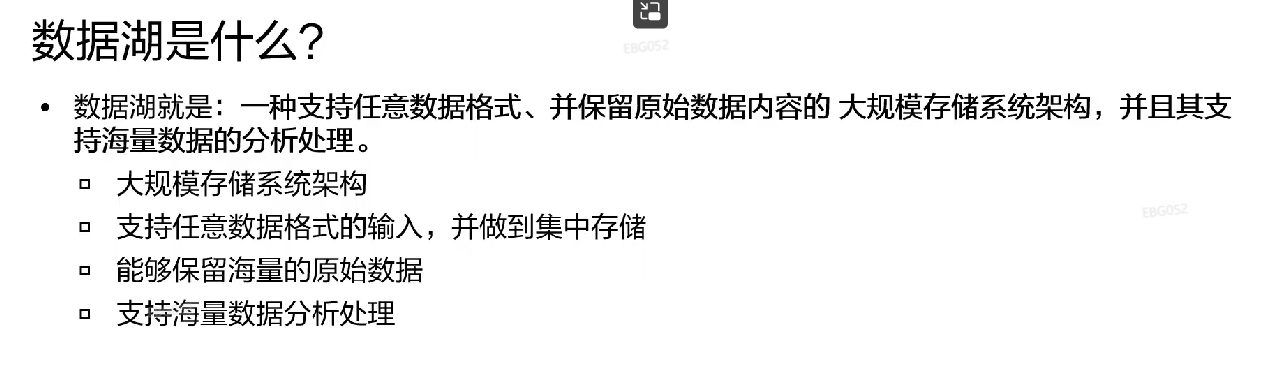 数据湖是什么？
EBG052
• 数据湖就是：一种支持任意数据格式、并保留原始数据内容的 大规模存储系统架构，并且其支
持海量数据的分析处理。
大规模存储系统架构
支持任意数据格式的输入，并做到集中存储
EBG052
能够保留海量的原始数据
支持海量数据分析处理